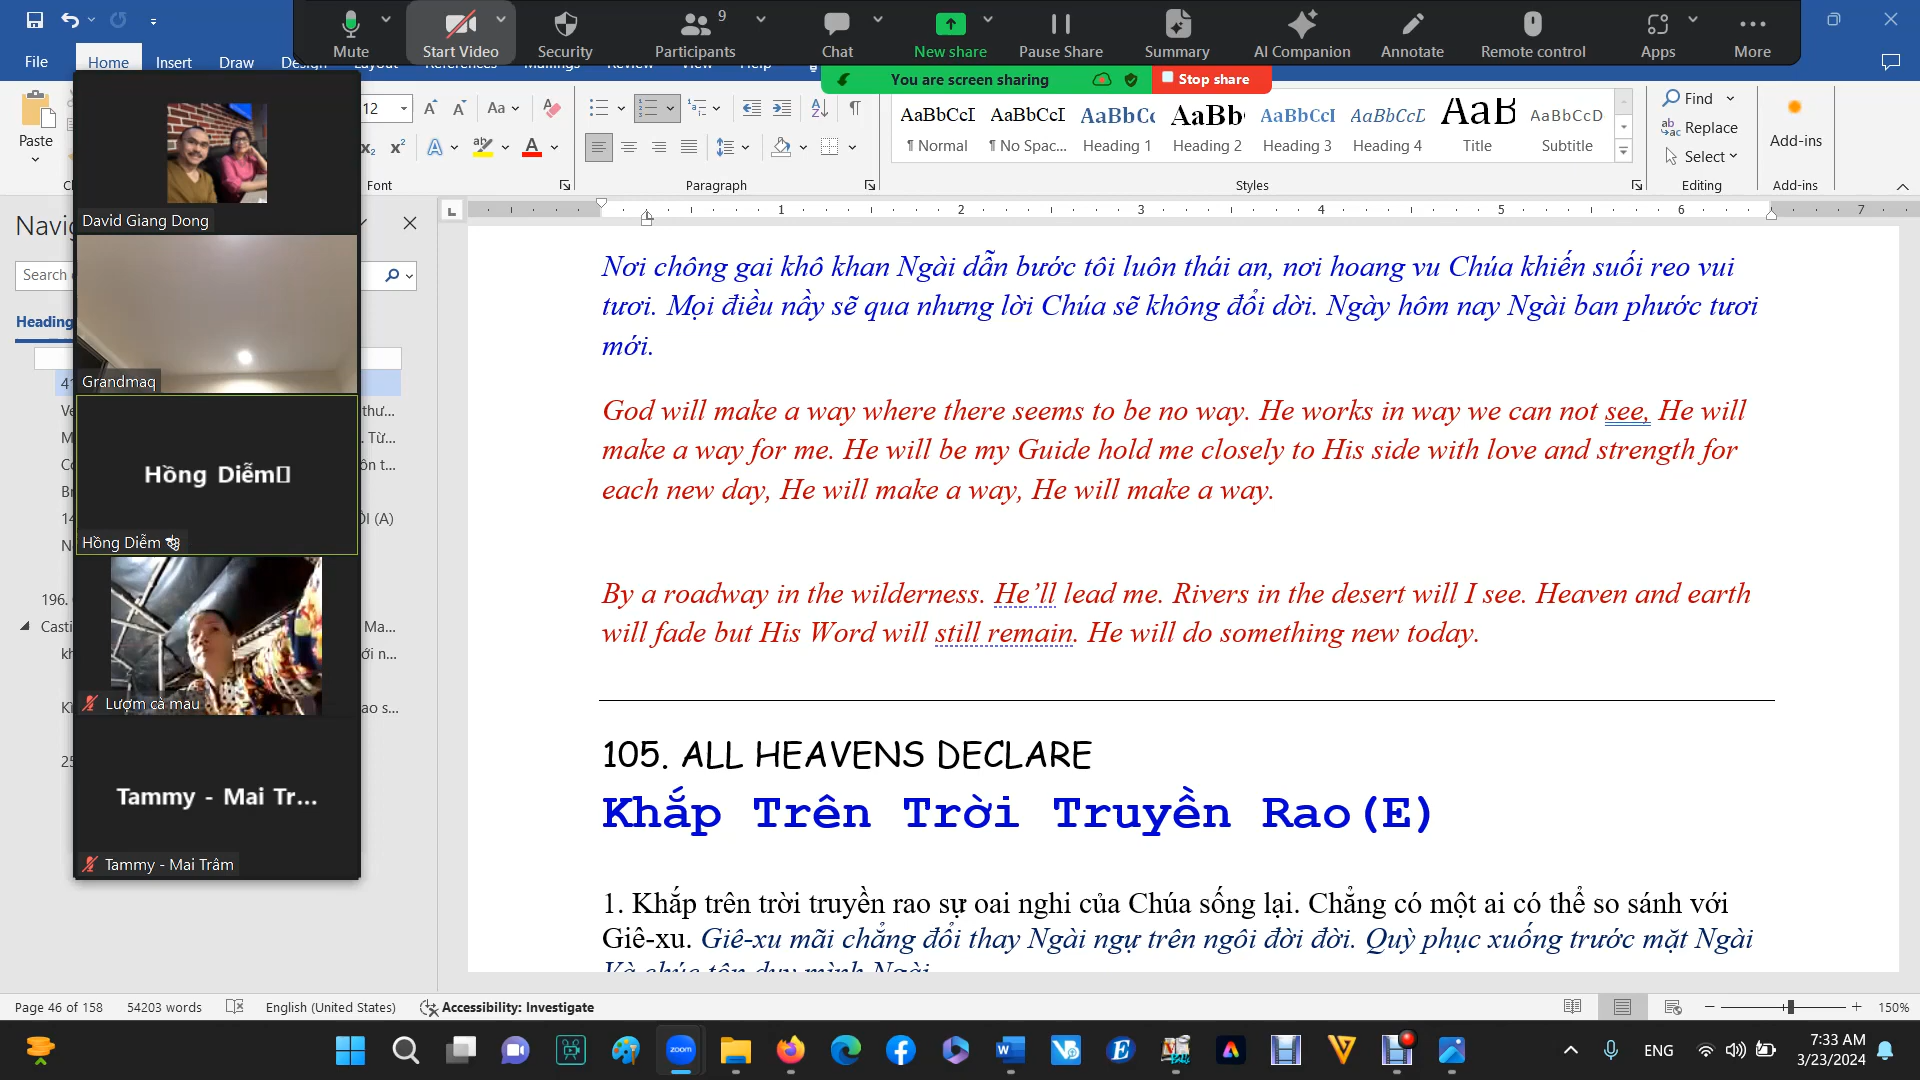 Mute
Start Video
Security
Participants
9
Chat
New share
Pause Share
Summary
AI Companion
Annotate
Remote control
Apps
More
You are screen sharing
Stop share
File
Home
Insert
Draw
Paste
12
Aa
Font
Paragraph
AaBbCcI
¶ Normal
AaBbCcI
¶ No Spac...
Heading 1
Heading 2
AaBbCcI
Heading 3
AaBbCcD
Heading 4
Title
AaBbCcD
Subtitle
Styles
Find
Replace
Select
Editing
Add-ins
Add-ins
Search
Heading
David Giang Dong
Grandmaq
Hồng Diễm
Hồng Diễm
Lượm cà mau
Tammy - Mai Tr...
Tammy - Mai Trâm
196.
1 2 3 4 5 6 7
Nơi chông gai khô khan Ngài dẫn bước tôi luôn thái an, nơi hoang vu Chúa khiến suối reo vui
tươi. Mọi điều nầy sẽ qua nhưng lời Chúa sẽ không đổi dời. Ngày hôm nay Ngài ban phước tươi
mới.
God will make a way where there seems to be no way. He works in way we can not see, He will
make a way for me. He will be my Guide hold me closely to His side with love and strength for
each new day, He will make a way, He will make a way.
By a roadway in the wilderness. He’ll lead me. Rivers in the desert will I see. Heaven and earth
will fade but His Word will still remain. He will do something new today.
105. ALL HEAVENS DECLARE
Khắp Trên Trời Truyền Rao(E)
1. Khắp trên trời truyền rao sự oai nghi của Chúa sống lại. Chẳng có một ai có thể so sánh với
Giê-xu. Giê-xu mãi chẳng đổi thay Ngài ngự trên ngôi đời đời. Quỳ phục xuống trước mặt Ngài
Page 46 of 158
54203 words
English (United States)
Accessibility: Investigate
150%
zoom
ENG
7:33 AM
3/23/2024